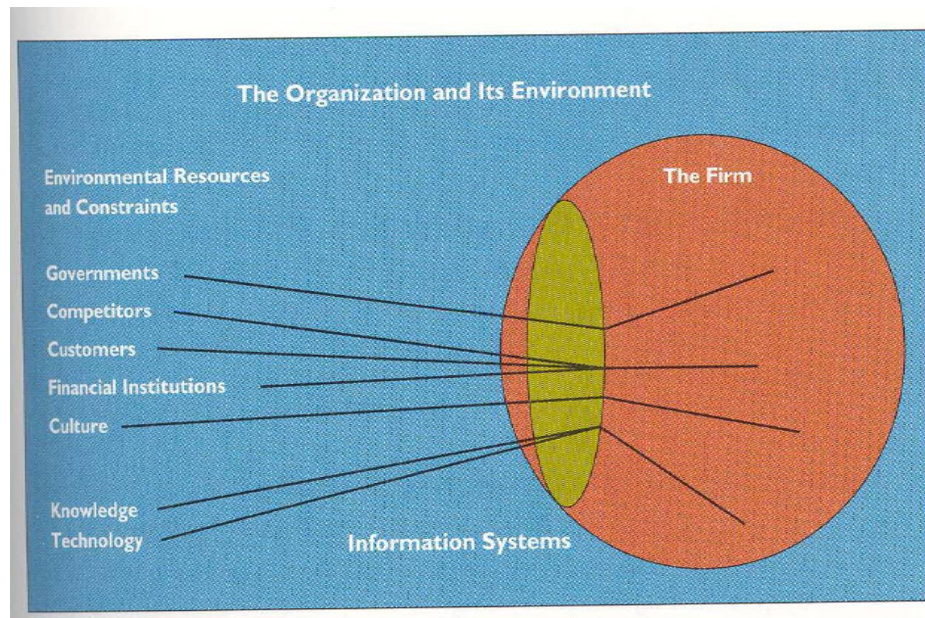 The Organization and Its Environment
Environmental Resources
and Constraints
The Firm
Governments
Competitors
Customers
Financial Institutions
Culture
Knowledge
Technology
Information Systems